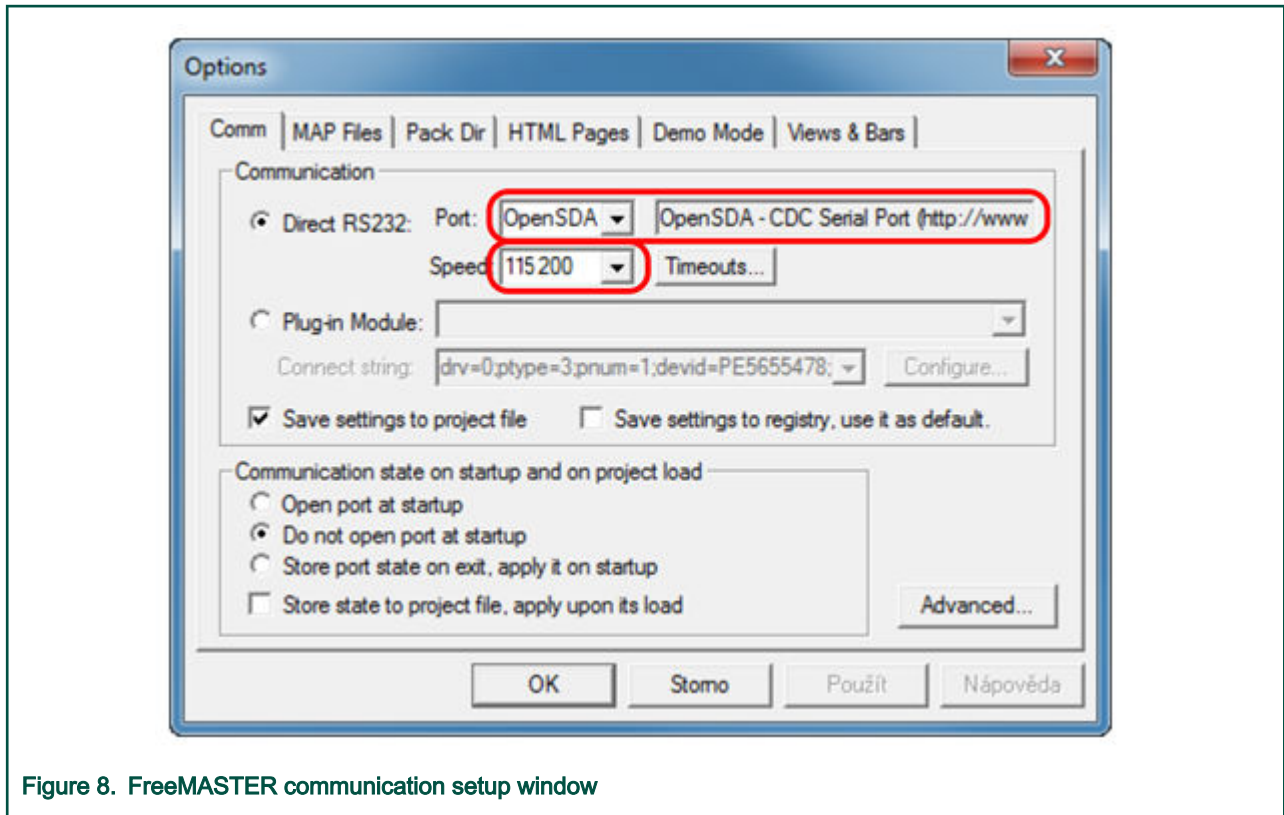 Options
Comm MAP Files Pack Dir HTML Pages Demo Mode Views & Bars
Communication
Direct RS232: Port: OpenSDA OpenSDA - CDC Serial Port (http://www
Speed 115200 Timeouts...
Plug-in Module:
Connect string: drv=0;ptype=3;pnum=1;devid=PE5655478;
Configure...
Save settings to project file Save settings to registry, use it as default.
Communication state on startup and on project load
Open port at startup
Do not open port at startup
Store port state on exit, apply it on startup
Store state to project file, apply upon its load
Advanced...
OK Storno Použít Nápověda
Figure 8. FreeMASTER communication setup window